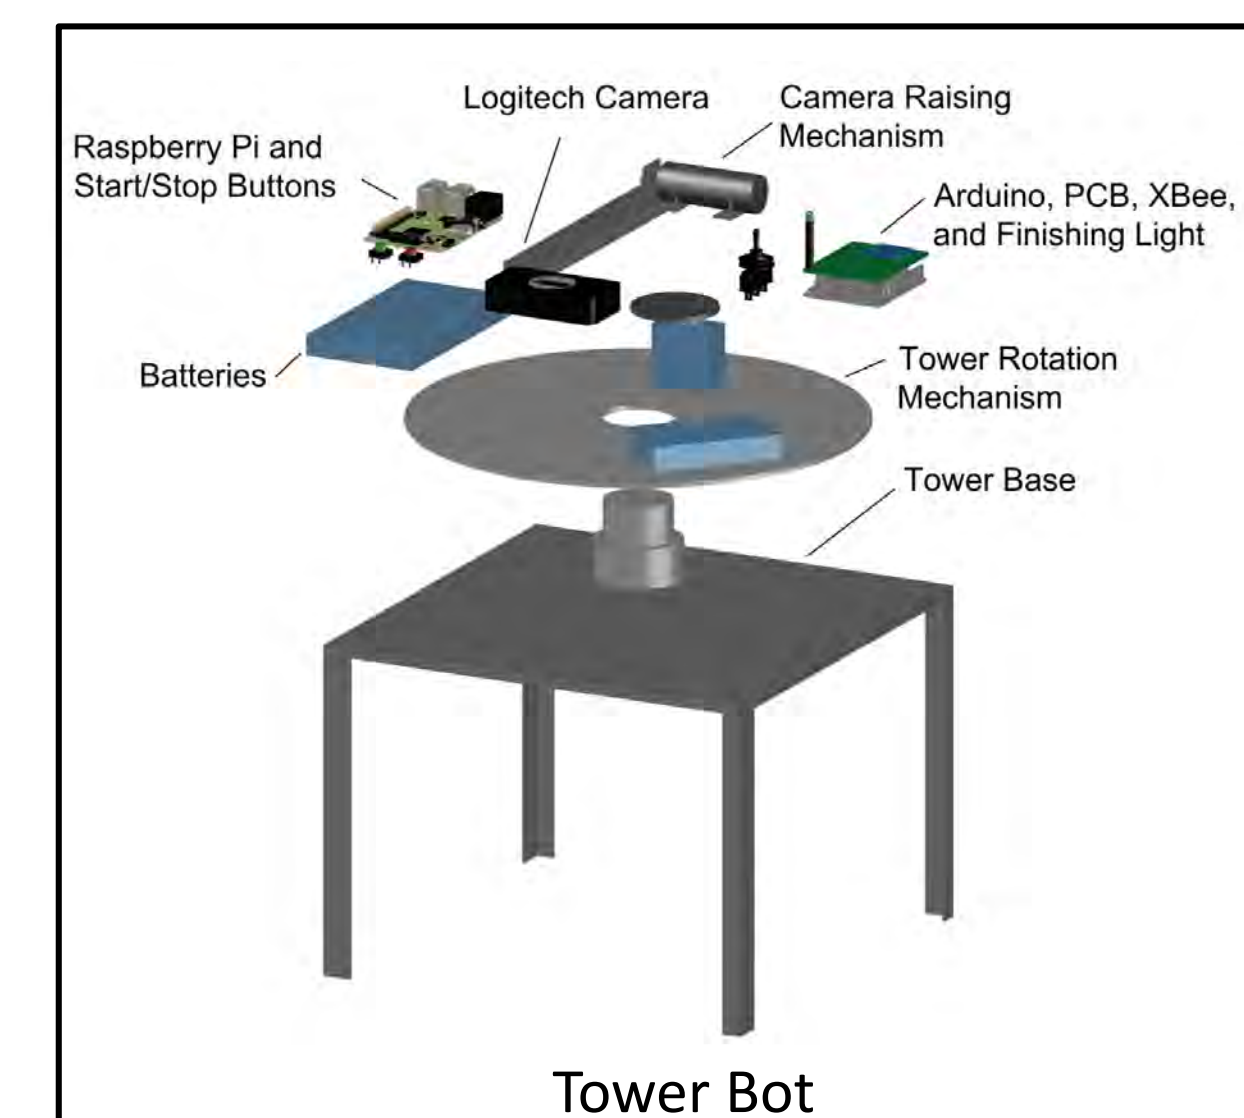 Logitech Camera
Camera Raising
Mechanism
Raspberry Pi and
Start/Stop Buttons
Arduino, PCB, XBee,
and Finishing Light
Batteries
Tower Rotation
Mechanism
Tower Base
Tower Bot